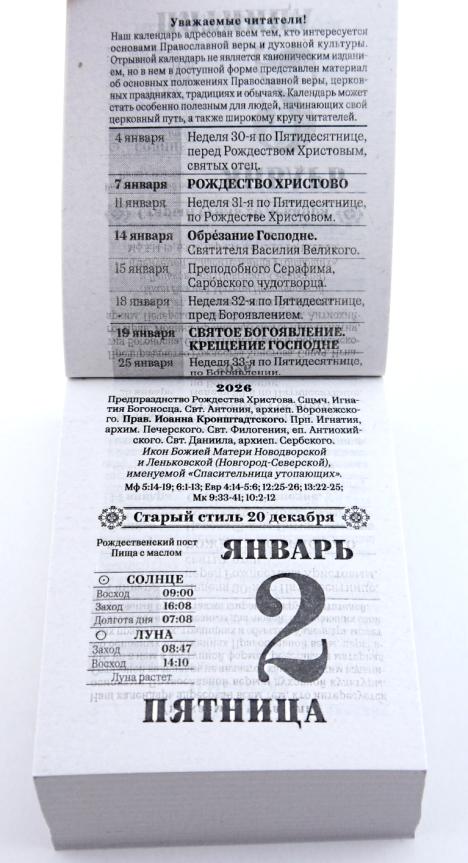 Уважаемые читатели!
Наш календарь адресован всем тем, кто интересуется
основами Православной веры и духовной культуры.
Отрывной календарь не является каноническим издани-
ем, но в нем в доступной форме представлен материал
об основных положениях Православной веры, церков-
ных праздниках, традициях и обычаях. Календарь может
стать особенно полезным для людей, начинающих свой
церковный путь, а также широкому кругу читателей.
4 января Неделя 30-я по Пятидесятнице,
перед Рождеством Христовым,
святых отец.
7 января РОЖДЕСТВО ХРИСТОВО
11 января Неделя 31-я по Пятидесятнице,
по Рождестве Христовом.
14 января Обре́зание Господне.
Святителя Василия Великого.
15 января Преподобного Серафима,
Саро́вского чудотворца.
18 января Неделя 32-я по Пятидесятнице,
пред Богоявлением.
19 января СВЯТОЕ БОГОЯВЛЕНИЕ.
КРЕЩЕНИЕ ГОСПОДНЕ
25 января Неделя 33-я по Пятидесятнице,
по Богоявлении.
2026
Предпразднство Рождества Христова. Сщмч. Игна-
тия Богоносца. Свт. Антония, архиеп. Воронежско-
го. Прав. Иоанна Кронштадтского. Прп. Игнатия,
архим. Печерского. Свт. Филогения, еп. Антиохий-
ского. Свт. Даниила, архиеп. Сербского.
Икон Божией Матери Новодворской
и Леньковской (Новгород-Северской),
именуемой «Спасительница утопающих».
Мф 5:14-19; 6:1-13; Евр 4:14-5:6; 12:25-26; 13:22-25;
Мк 9:33-41; 10:2-12
Старый стиль 20 декабря
Рождественский пост
Пища с маслом
СОЛНЦЕ
Восход 09:00
Заход 16:08
Долгота дня 07:08
ЛУНА
Заход 08:47
Восход 14:10
Луна растет
ЯНВАРЬ
2
ПЯТНИЦА